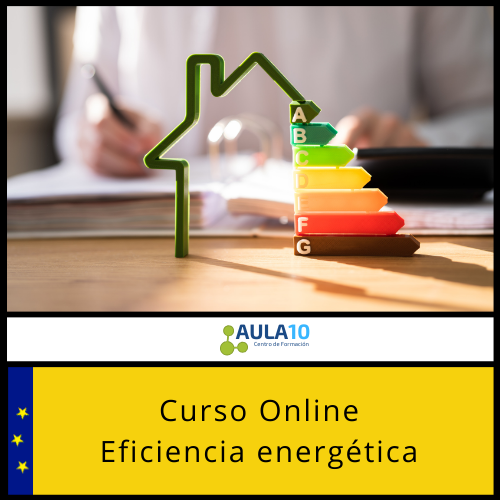 A
B
C
D
F
G
AULA10
Centro de Formación
Curso Online
Eficiencia energética